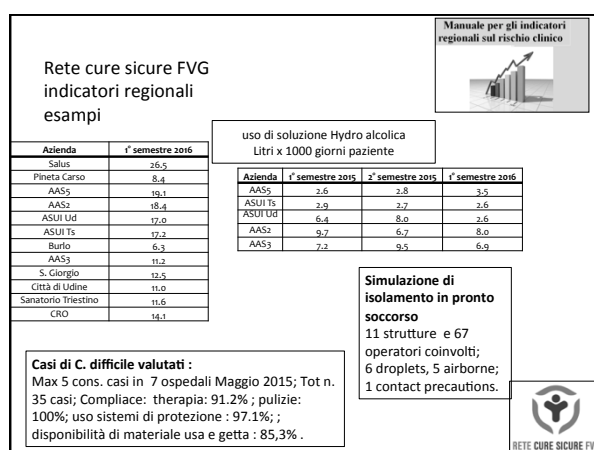 Manuale per gli indicatori
regionali sul rischio clinico
Rete cure sicure FVG
indicatori regionali
esampi
uso di soluzione Hydro alcolica
Litri x 1000 giorni paziente
Azienda 1° semestre 2016
Salus 26.5
Pineta Carso 8.4
AAS5 19.1
AAS2 18.4
ASUI Ud 17.0
ASUI Ts 17.2
Burlo 6.3
AAS3 11.2
S. Giorgio 12.5
Città di Udine 11.0
Sanatorio Triestino 11.6
CRO 14.1
Azienda 1° semestre 2015 2° semestre 2015 1° semestre 2016
AAS5 2.6 2.8 3.5
ASUI Ts 2.9 2.7 2.6
ASUI Ud 6.4 8.0 2.6
AAS2 9.7 6.7 8.0
AAS3 7.2 9.5 6.9
Simulazione di
isolamento in pronto
soccorso
11 strutture e 67
operatori coinvolti;
6 droplets, 5 airborne;
1 contact precautions.
Casi di C. difficile valutati :
Max 5 cons. casi in 7 ospedali Maggio 2015; Tot n.
35 casi; Compliace: therapia: 91.2% ; pulizie:
100%; uso sistemi di protezione : 97.1%; ;
disponibilità di materiale usa e getta : 85,3% .
RETE CURE SICURE FV